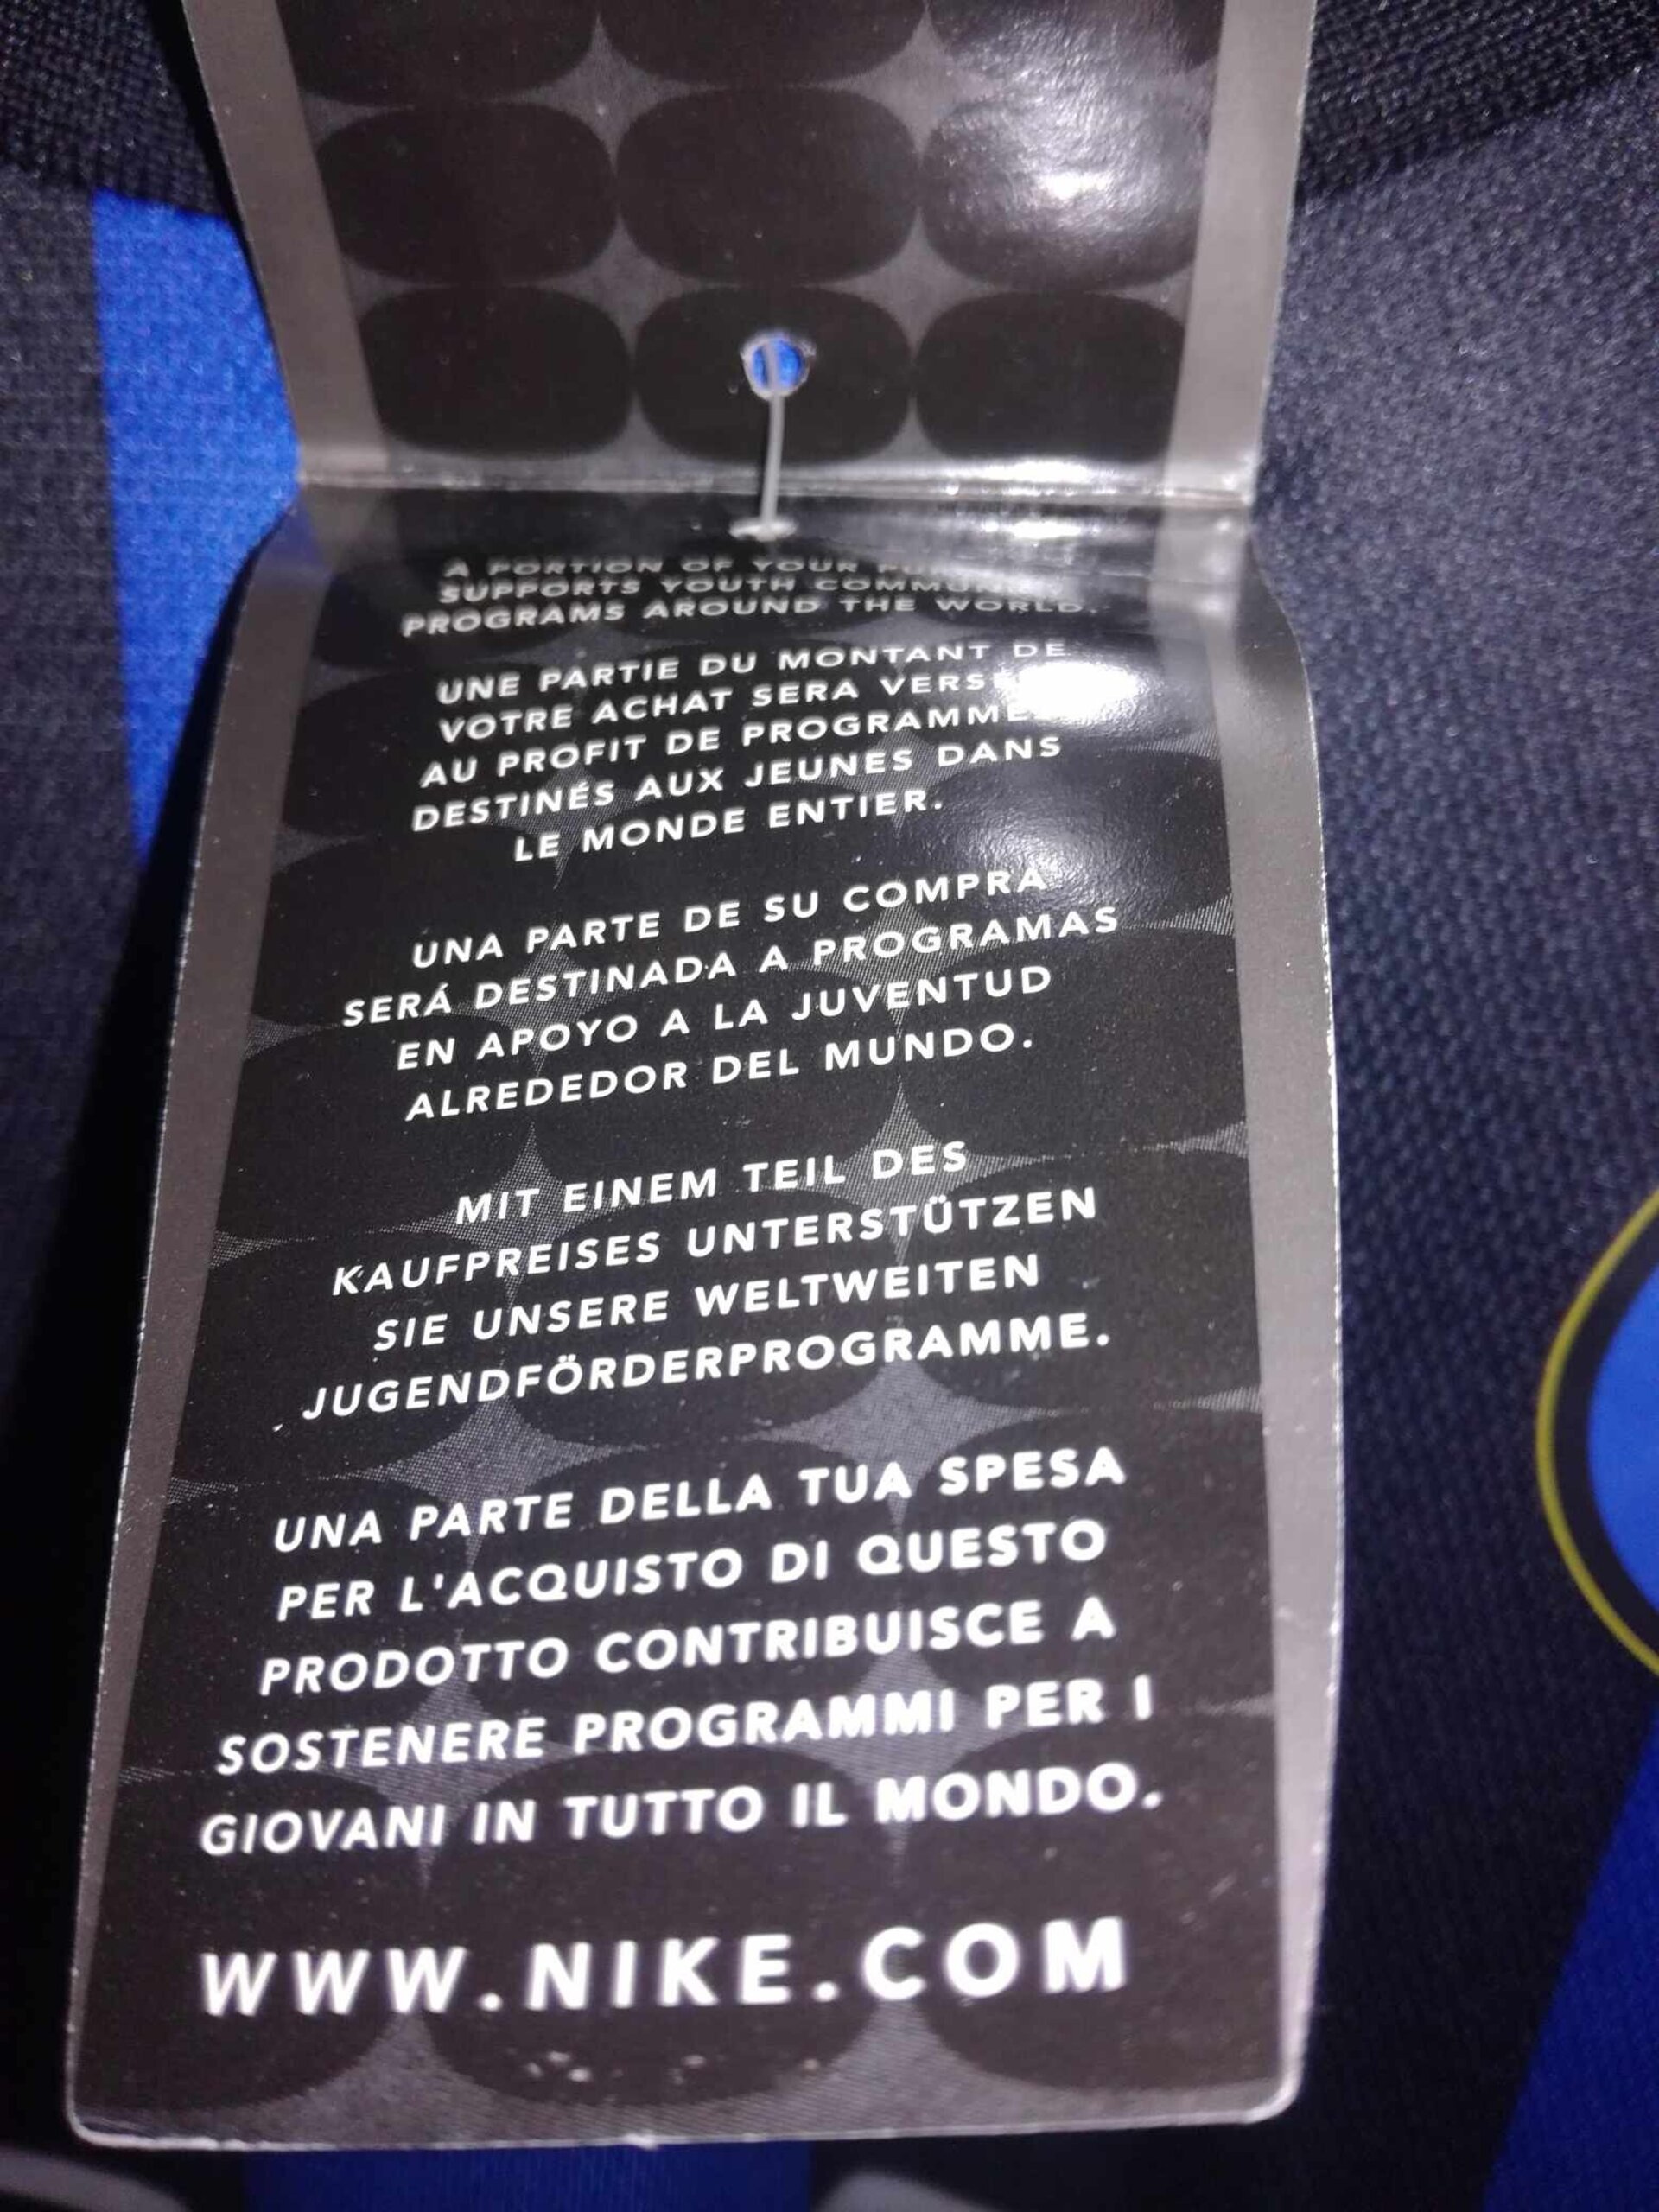 A PORTION OF YOUR
SUPPORTS YOUTH
PROGRAMS AROUND THE WORLD.
UNE PARTIE DU MONTANT DE
VOTRE ACHAT SERA
AU PROFIT DE
DESTINÉS AUX JEUNES DANS
LE MONDE ENTIER.
UNA PARTE DE SU COMPRA
SERÁ DESTINADA A PROGRAMAS
EN APOYO A LA JUVENTUD
ALREDEDOR DEL MUNDO.
MIT EINEM TEIL DES
KAUFPREISES UNTERSTÜTZEN
SIE UNSERE WELTWEITEN
JUGENDFÖRDERPROGRAMME.
UNA PARTE DELLA TUA SPESA
PER L'ACQUISTO DI QUESTO
PRODOTTO CONTRIBUISCE A
SOSTENERE PROGRAMMI PER I
GIOVANI IN TUTTO IL MONDO.
WWW.NIKE.COM